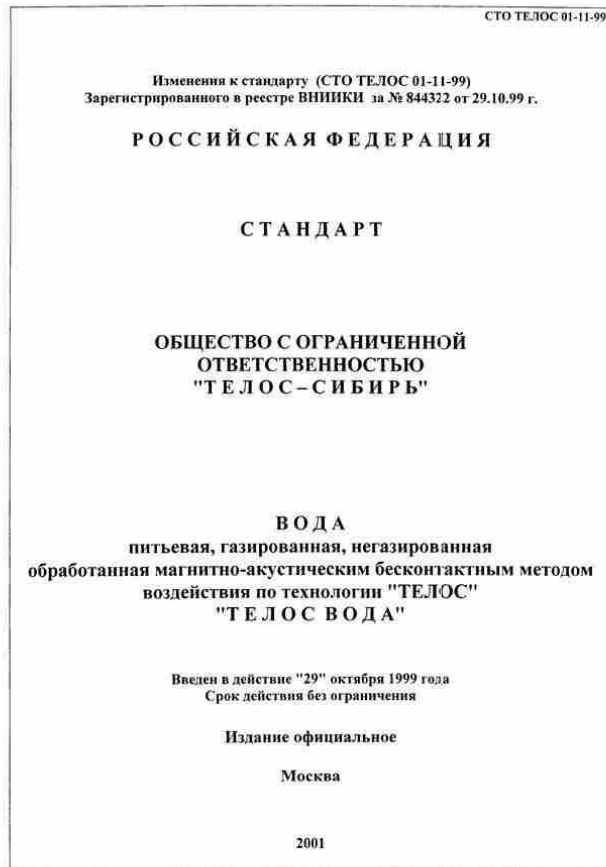 СТО ТЕЛОС 01-11-99
Изменения к стандарту (СТО ТЕЛОС 01-11-99)
Зарегистрированного в реестре ВНИИКИ за № 844322 от 29.10.99 г.
РОССИЙСКАЯ ФЕДЕРАЦИЯ
СТАНДАРТ
ОБЩЕСТВО С ОГРАНИЧЕННОЙ
ОТВЕТСТВЕННОСТЬЮ
"ТЕЛОС–СИБИРЬ"
ВОДА
питьевая, газированная, негазированная
обработанная магнитно-акустическим бесконтактным методом
воздействия по технологии "ТЕЛОС"
"ТЕЛОС ВОДА"
Введен в действие "29" октября 1999 года
Срок действия без ограничения
Издание официальное
Москва
2001